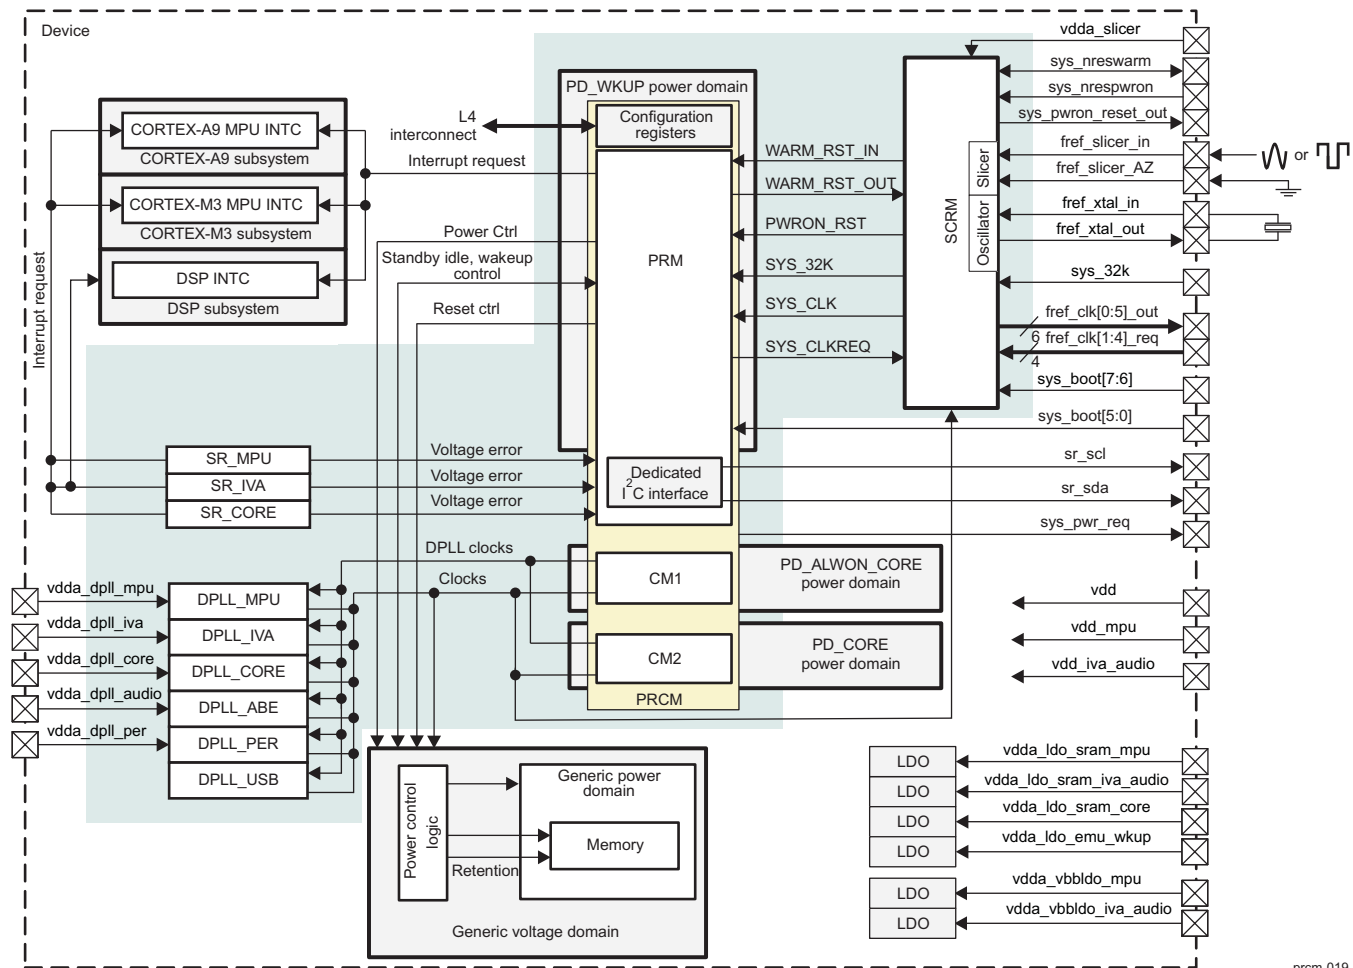 Device
vdda_slicer
sys_nreswarm
sys_nrespwron
sys_pwron_reset_out
fref_slicer_in
or
fref_slicer_AZ
fref_xtal_in
fref_xtal_out
sys_32k
fref_clk[0:5]_out
6
fref_clk[1:4]_req
4
sys_boot[7:6]
sys_boot[5:0]
sr_scl
sr_sda
sys_pwr_req
vdd
vdd_mpu
vdd_iva_audio
PD_WKUP power domain
L4
interconnect
Configuration
registers
Interrupt request
CORTEX-A9 MPU INTC
CORTEX-A9 subsystem
CORTEX-M3 MPU INTC
CORTEX-M3 subsystem
DSP INTC
DSP subsystem
Interrupt request
Power Ctrl
Standby idle, wakeup
control
Reset ctrl
PRM
WARM_RST_IN
WARM_RST_OUT
PWRON_RST
SYS_32K
SYS_CLK
SYS_CLKREQ
SCRM
Slicer
Oscillator
SR_MPU
SR_IVA
SR_CORE
Voltage error
Voltage error
Voltage error
Dedicated
I2C interface
DPLL clocks
Clocks
CM1
PD_ALWON_CORE
power domain
CM2
PD_CORE
power domain
PRCM
vdda_dpll_mpu
vdda_dpll_iva
vdda_dpll_core
vdda_dpll_audio
vdda_dpll_per
DPLL_MPU
DPLL_IVA
DPLL_CORE
DPLL_ABE
DPLL_PER
DPLL_USB
Power control
logic
Generic power
domain
Memory
Retention
Generic voltage domain
LDO
vdda_ldo_sram_mpu
LDO
vdda_ldo_sram_iva_audio
LDO
vdda_ldo_sram_core
LDO
vdda_ldo_emu_wkup
LDO
vdda_vbbldo_mpu
LDO
vdda_vbbldo_iva_audio
prcm-019